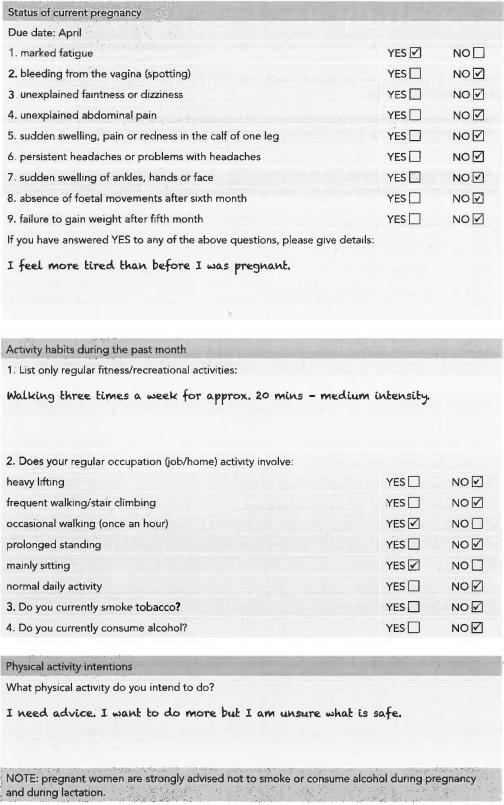 Status of current pregnancy
Due date: April
1. marked fatigue YES ☑ NO ☐
2. bleeding from the vagina (spotting) YES ☐ NO ☑
3 unexplained faintness or dizziness YES ☐ NO ☑
4. unexplained abdominal pain YES ☐ NO ☑
5. sudden swelling, pain or redness in the calf of one leg YES ☐ NO ☑
6. persistent headaches or problems with headaches YES ☐ NO ☑
7. sudden swelling of ankles, hands or face YES ☐ NO ☑
8. absence of foetal movements after sixth month YES ☐ NO ☑
9. failure to gain weight after fifth month YES ☐ NO ☑
If you have answered YES to any of the above questions, please give details:
I feel more tired than before I was pregnant.
Activity habits during the past month
1. List only regular fitness/recreational activities:
Walking three times a week for approx. 20 mins – medium intensity.
2. Does your regular occupation (job/home) activity involve:
heavy lifting YES ☐ NO ☑
frequent walking/stair climbing YES ☐ NO ☑
occasional walking (once an hour) YES ☑ NO ☐
prolonged standing YES ☐ NO ☑
mainly sitting YES ☑ NO ☐
normal daily activity YES ☐ NO ☑
3. Do you currently smoke tobacco? YES ☐ NO ☑
4. Do you currently consume alcohol? YES ☐ NO ☑
Physical activity intentions
What physical activity do you intend to do?
I need advice. I want to do more but I am unsure what is safe.
NOTE: pregnant women are strongly advised not to smoke or consume alcohol during pregnancy
and during lactation.